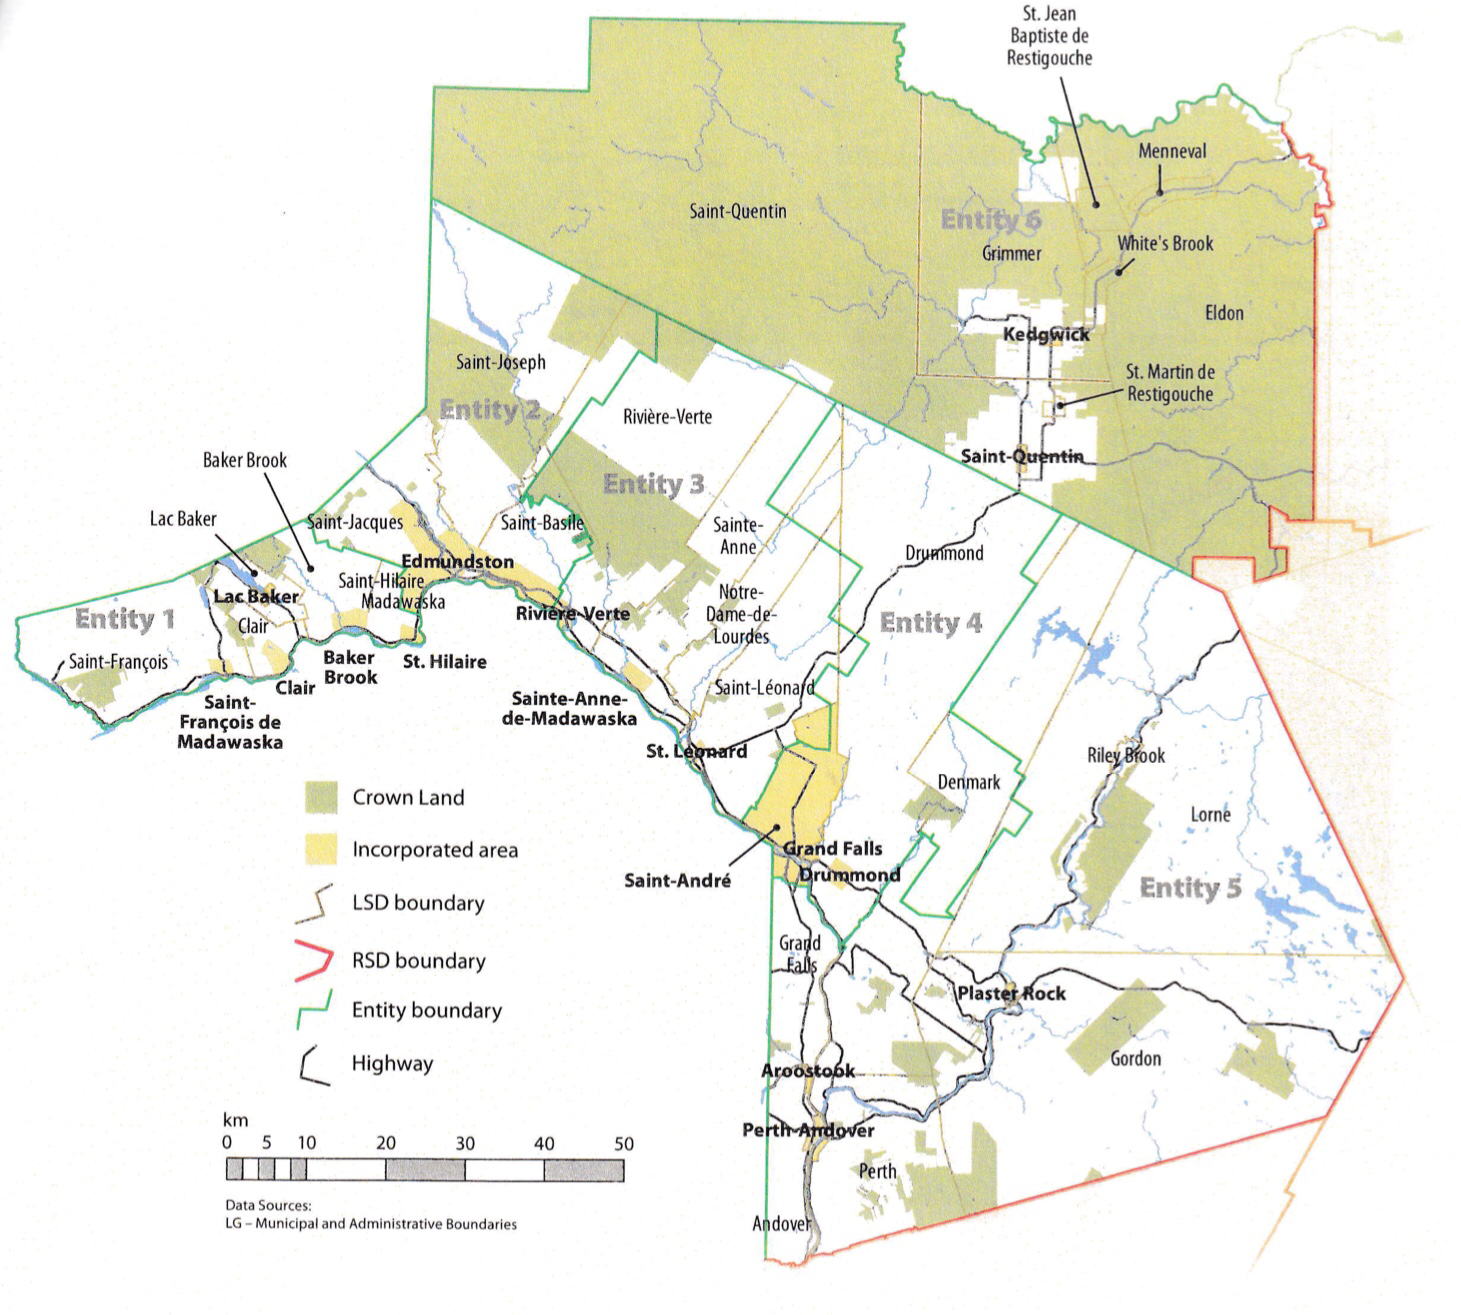 St. Jean
Baptiste de
Restigouche
Menneval
Saint-Quentin
Entity 6
White's Brook
Grimmer
Eldon
Kedgwick
Saint-Joseph
St. Martin de
Restigouche
Entity 2
Rivière-Verte
Saint-Quentin
Baker Brook
Entity 3
Lac Baker
Saint-Jacques
Saint-Basile
Sainte-
Anne
Drummond
Edmundston
Saint-Hilaire
Madawaska
Lac Baker
Notre-
Dame-de-
Lourdes
Rivière-Verte
Entity 1
Clair
Entity 4
Saint-François
Baker
Brook
St. Hilaire
Clair
Saint-Léonard
Saint-
François de
Madawaska
Sainte-Anne-
de-Madawaska
St. Léonard
Riley Brook
Denmark
Lorne
Crown Land
Incorporated area
Grand Falls
Drummond
Saint-André
Entity 5
LSD boundary
Grand
Falls
RSD boundary
Plaster Rock
Entity boundary
Highway
Gordon
Aroostook
Perth-Andover
km
0 5 10 20 30 40 50
Perth
Data Sources:
LG – Municipal and Administrative Boundaries
Andover